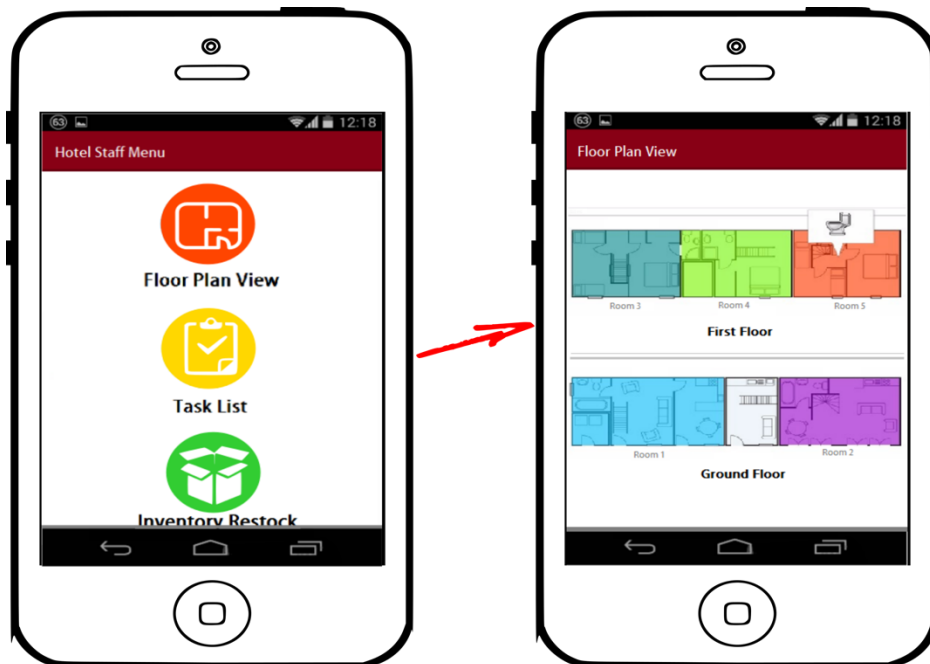 63 12:18
Hotel Staff Menu
Floor Plan View
Task List
Inventory Restock
63 12:18
Floor Plan View
Room 3 Room 4 Room 5
First Floor
Room 1 Room 2
Ground Floor